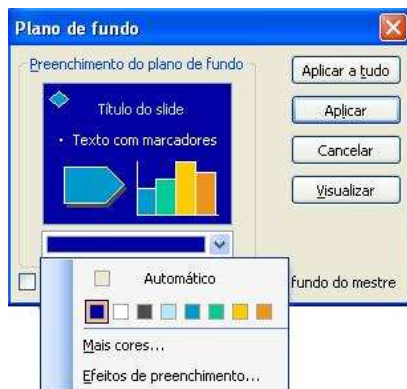 Plano de fundo
Preenchimento do plano de fundo
Título do slide
• Texto com marcadores
Aplicar a tudo
Aplicar
Cancelar
Visualizar
fundo do mestre
Automático
Mais cores...
Efeitos de preenchimento...